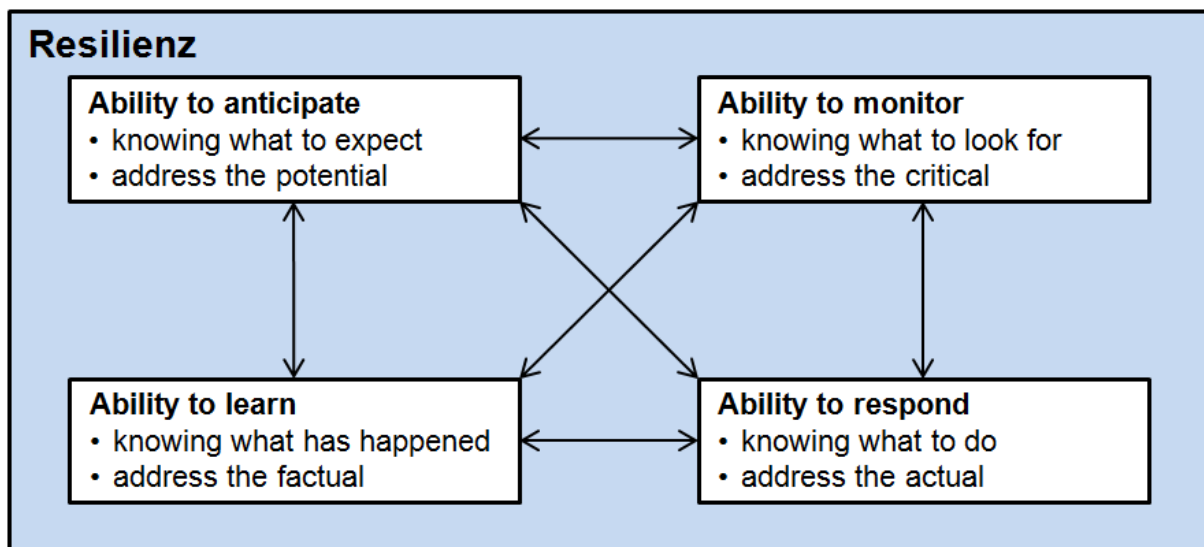 Resilienz
Ability to anticipate
• knowing what to expect
• address the potential
Ability to monitor
• knowing what to look for
• address the critical
Ability to learn
• knowing what has happened
• address the factual
Ability to respond
• knowing what to do
• address the actual